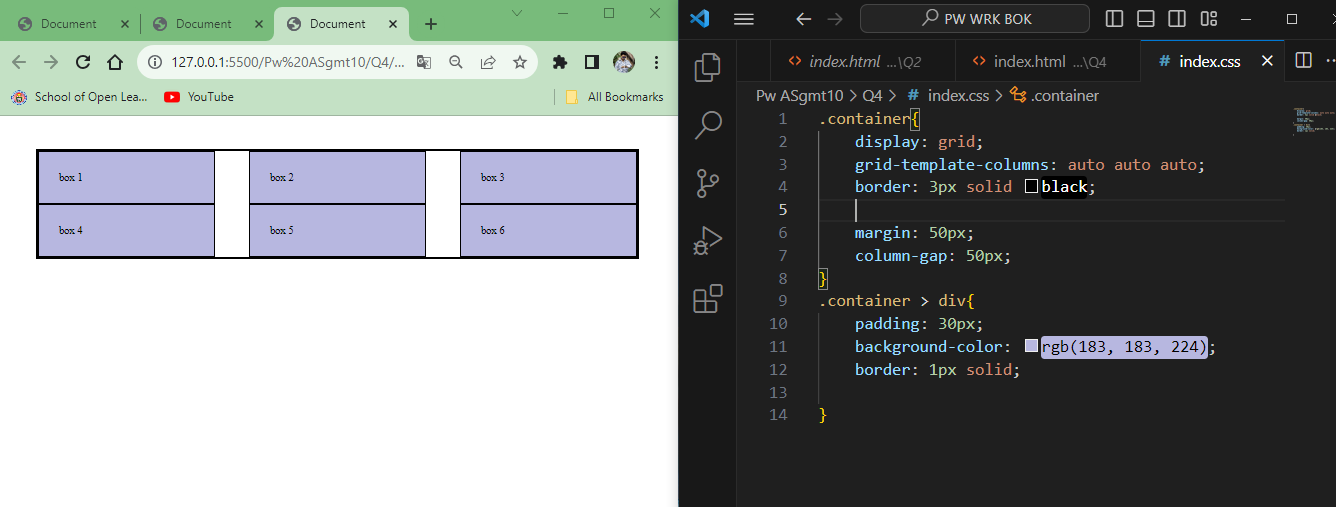 Document
Document
Document
127.0.0.1:5500/Pw%20ASgmt10/Q4/...
School of Open Lea...
YouTube
All Bookmarks
box 1
box 2
box 3
box 4
box 5
box 6
PW WRK BOK
index.html ...\Q2
index.html ...\Q4
# index.css
Pw ASgmt10 > Q4 > # index.css > .container
1 .container{
2 display: grid;
3 grid-template-columns: auto auto auto;
4 border: 3px solid black;
5
6 margin: 50px;
7 column-gap: 50px;
8 }
9 .container > div{
10 padding: 30px;
11 background-color: rgb(183, 183, 224);
12 border: 1px solid;
13
14 }